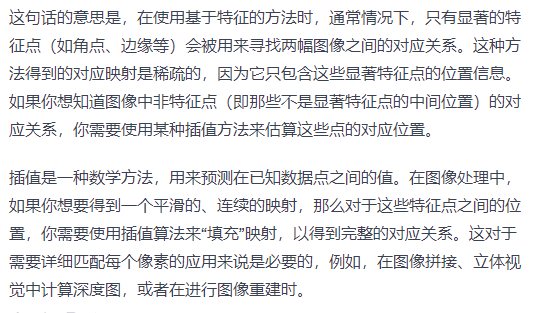 这句话的意思是，在使用基于特征的方法时，通常情况下，只有显著的特
征点（如角点、边缘等）会被用来寻找两幅图像之间的对应关系。这种方
法得到的对应映射是稀疏的，因为它只包含这些显著特征点的位置信息。
如果你想知道图像中非特征点（即那些不是显著特征点的中间位置）的对
应关系，你需要使用某种插值方法来估算这些点的对应位置。
插值是一种数学方法，用来预测在已知数据点之间的值。在图像处理中，
如果你想要得到一个平滑的、连续的映射，那么对于这些特征点之间的位
置，你需要使用插值算法来“填充”映射，以得到完整的对应关系。这对于
需要详细匹配每个像素的应用来说是必要的，例如，在图像拼接、立体视
觉中计算深度图，或者在进行图像重建时。